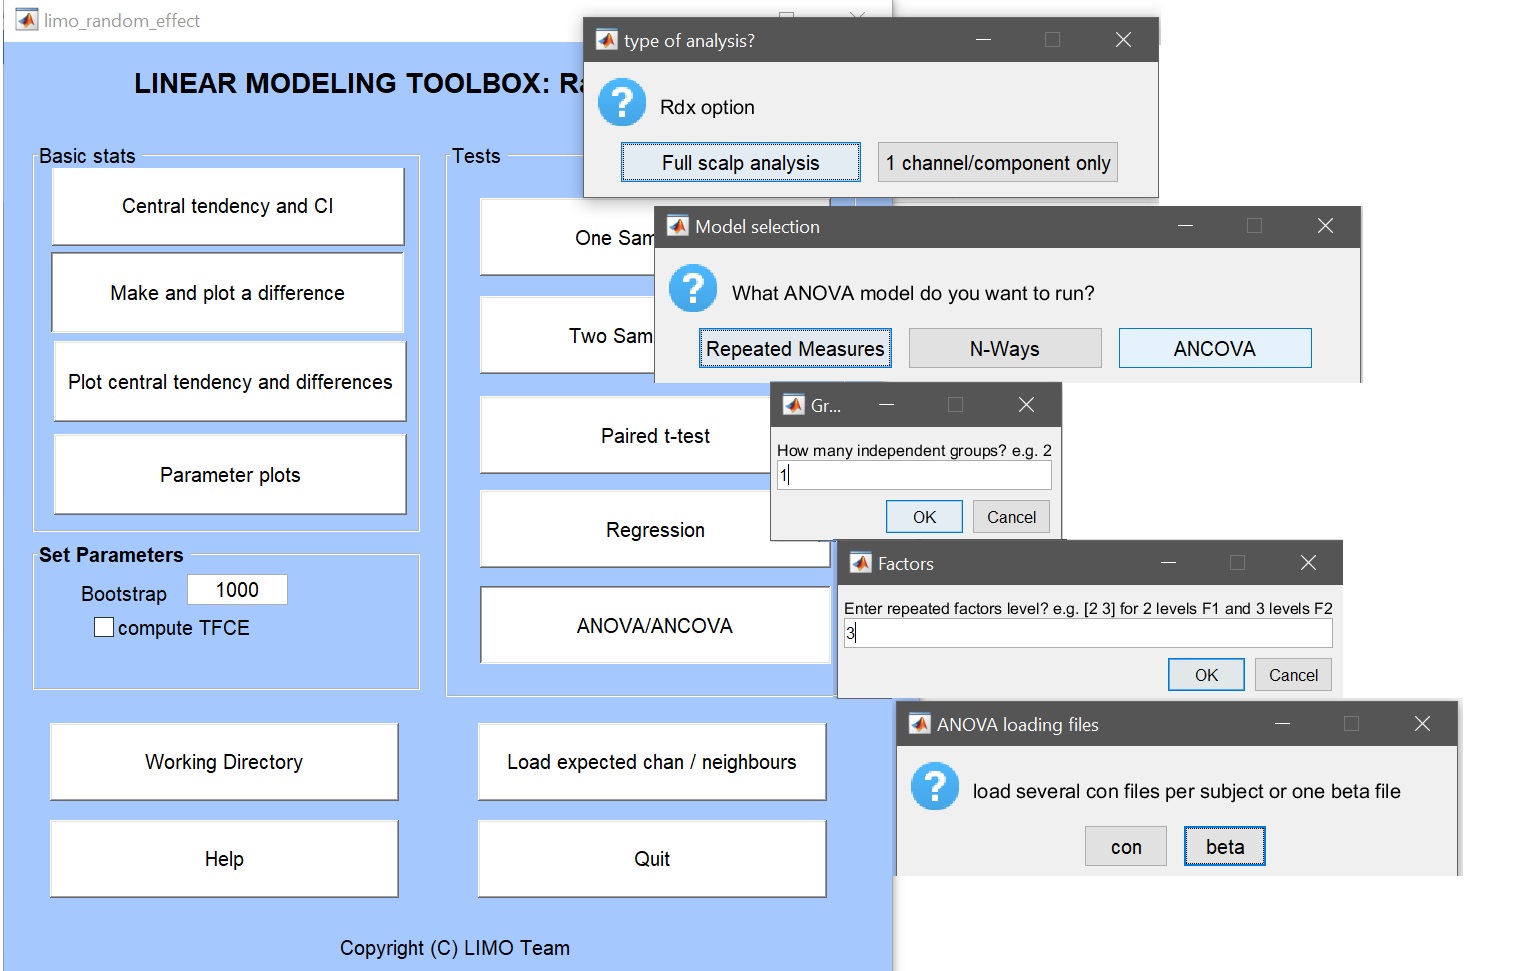 limo_random_effect
LINEAR MODELING TOOLBOX:
Basic stats
Central tendency and CI
Make and plot a difference
Plot central tendency and differences
Parameter plots
Set Parameters
Bootstrap 1000
compute TFCE
Tests
One
Two
Paired t-test
Regression
ANOVA/ANCOVA
Working Directory
Load expected chan / neighbours
Help
Quit
Copyright (C) LIMO Team
type of analysis?
Rdx option
Full scalp analysis
1 channel/component only
Model selection
What ANOVA model do you want to run?
Repeated Measures
N-Ways
ANCOVA
Gr...
How many independent groups? e.g. 2
1
OK
Cancel
Factors
Enter repeated factors level? e.g. [2 3] for 2 levels F1 and 3 levels F2
3
OK
Cancel
ANOVA loading files
load several con files per subject or one beta file
con
beta